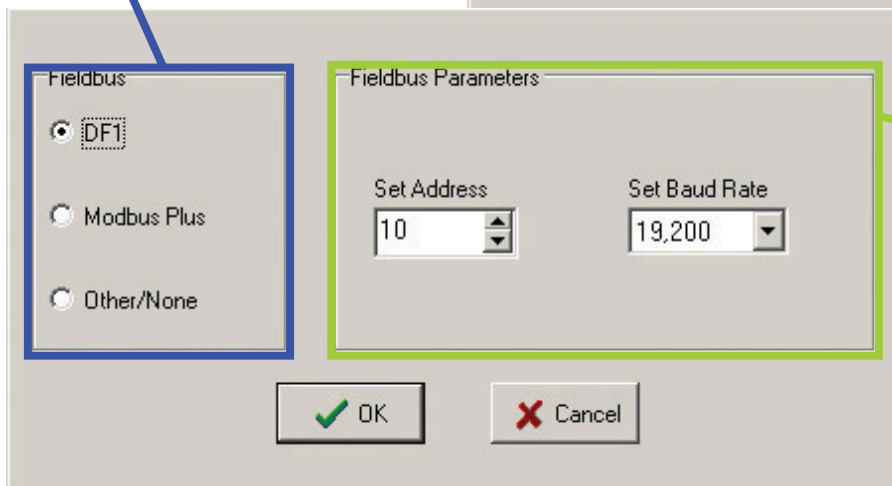 Fieldbus
DF1
Modbus Plus
Other/None
Fieldbus Parameters
Set Address
10
Set Baud Rate
19,200
OK
Cancel